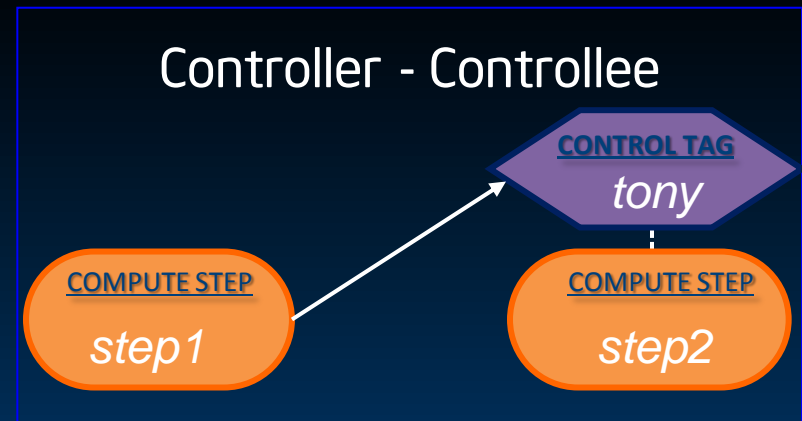 Controller - Controllee
CONTROL TAG
tony
COMPUTE STEP
step1
COMPUTE STEP
step2